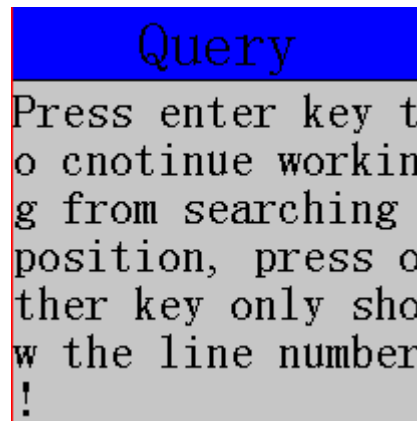 Query
Press enter key t
o cnotinue workin
g from searching
position, press o
ther key only sho
w the line number
!